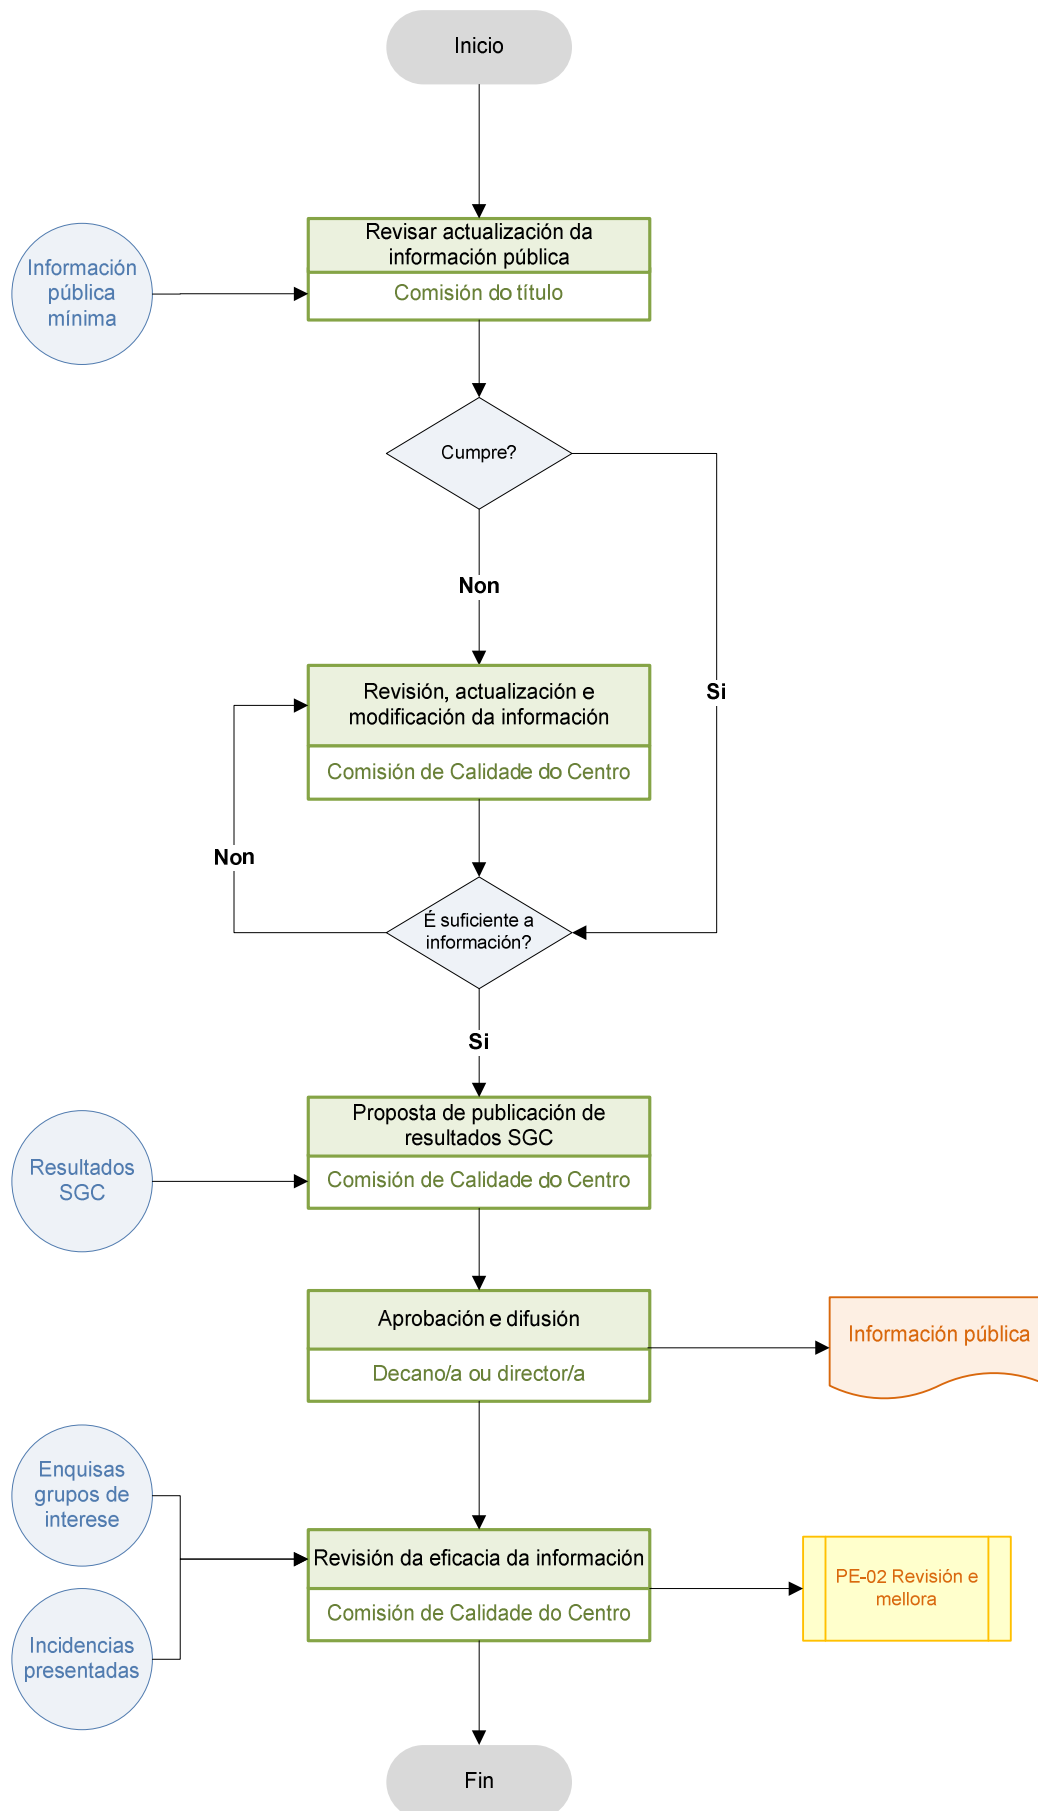 Inicio
Revisar actualización da
información pública
Comisión do título
Información
pública
mínima
Cumpre?
Non
Si
Revisión, actualización e
modificación da información
Comisión de Calidade do Centro
Non
É suficiente a
información?
Si
Proposta de publicación de
resultados SGC
Comisión de Calidade do Centro
Resultados
SGC
Aprobación e difusión
Decano/a ou director/a
Información pública
Enquisas
grupos de
interese
Revisión da eficacia da información
Comisión de Calidade do Centro
PE-02 Revisión e
mellora
Incidencias
presentadas
Fin